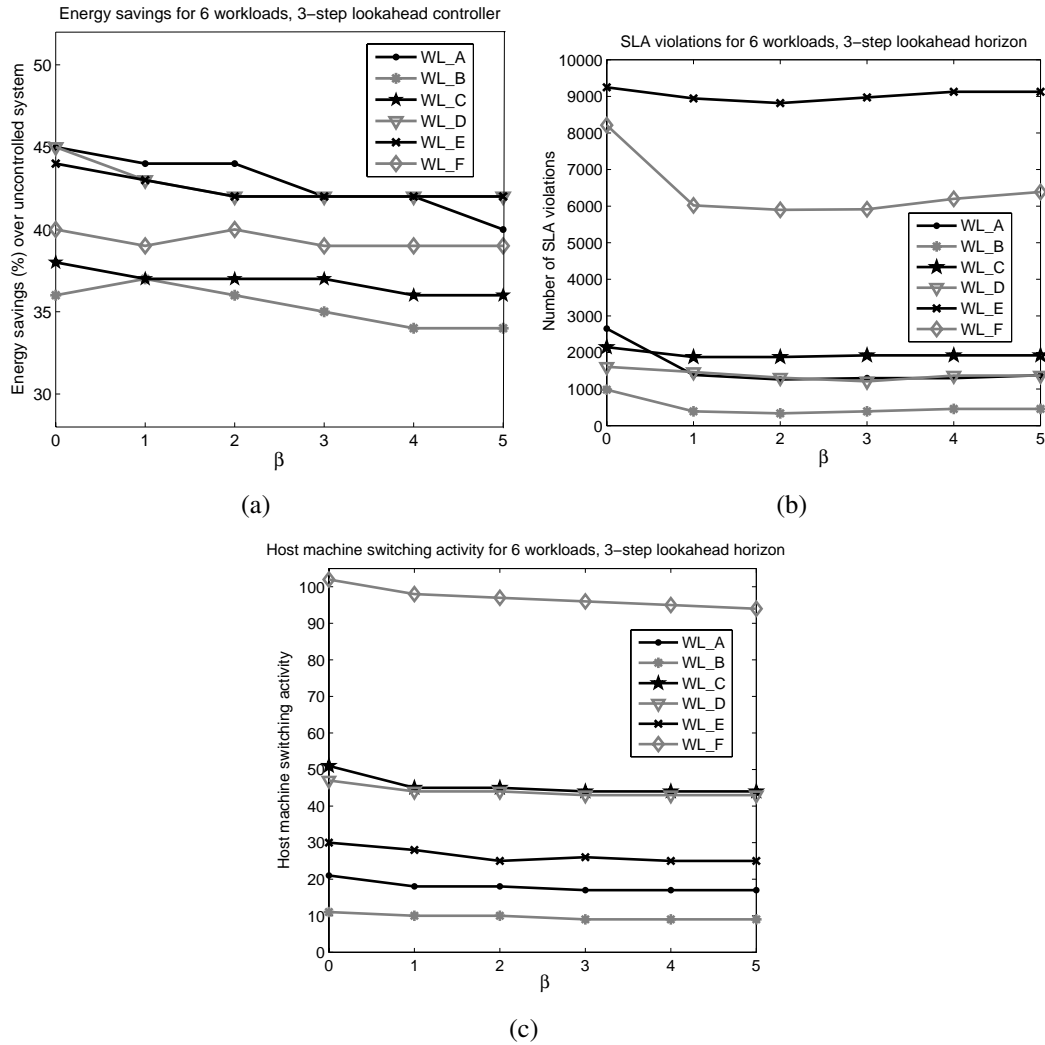 Energy savings for 6 workloads, 3−step lookahead controller
Energy savings (%) over uncontrolled system
50
45
40
35
30
0 1 2 3 4 5
β
WL_A
WL_B
WL_C
WL_D
WL_E
WL_F
(a)
SLA violations for 6 workloads, 3−step lookahead horizon
Number of SLA violations
10000
9000
8000
7000
6000
5000
4000
3000
2000
1000
0
0 1 2 3 4 5
β
WL_A
WL_B
WL_C
WL_D
WL_E
WL_F
(b)
Host machine switching activity for 6 workloads, 3−step lookahead horizon
Host machine switching activity
100
90
80
70
60
50
40
30
20
10
0
0 1 2 3 4 5
β
WL_A
WL_B
WL_C
WL_D
WL_E
WL_F
(c)